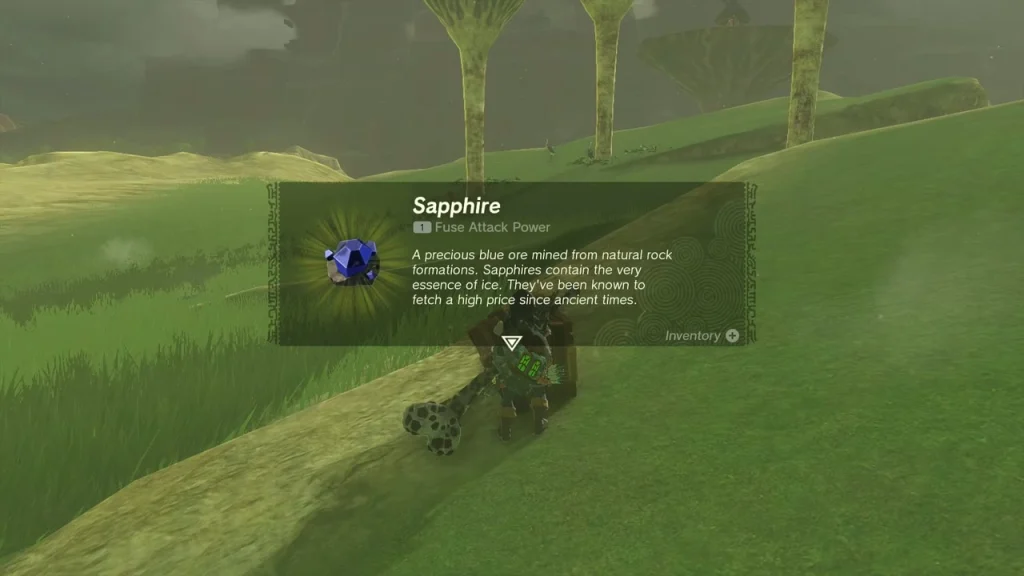 Sapphire
1 Fuse Attack Power
A precious blue ore mined from natural rock
formations. Sapphires contain the very
essence of ice. They've been known to
fetch a high price since ancient times.
Inventory